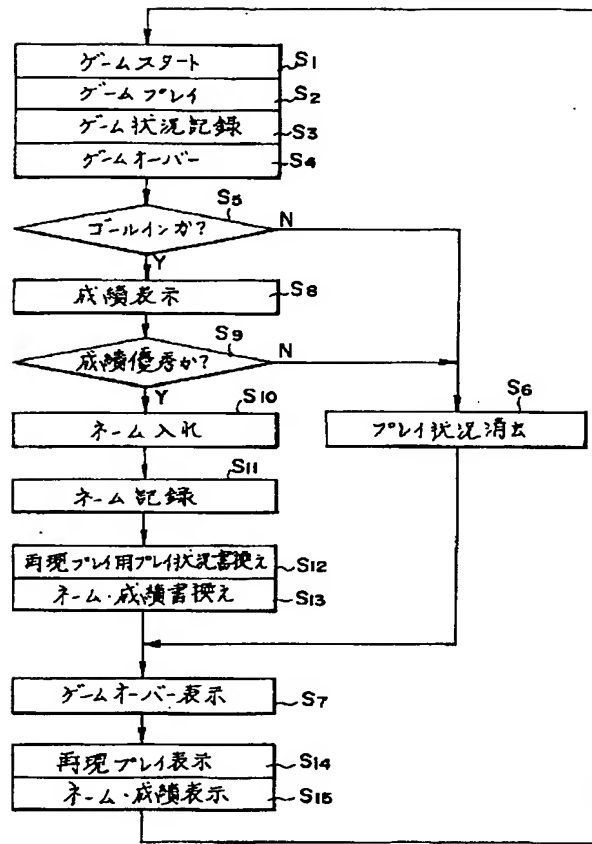 ゲームスタート S1
ゲームプレイ S2
ゲーム状況記録 S3
ゲームオーバー S4
S5
ゴールインか? N
Y
成績表示 S8
S9
成績優秀か? N
Y
S10
ネーム入れ
S6
プレイ状況消去
S11
ネーム記録
再現プレイ用プレイ状況書換え S12
ネーム・成績書換え S13
ゲームオーバー表示 S7
再現プレイ表示 S14
ネーム・成績表示 S15